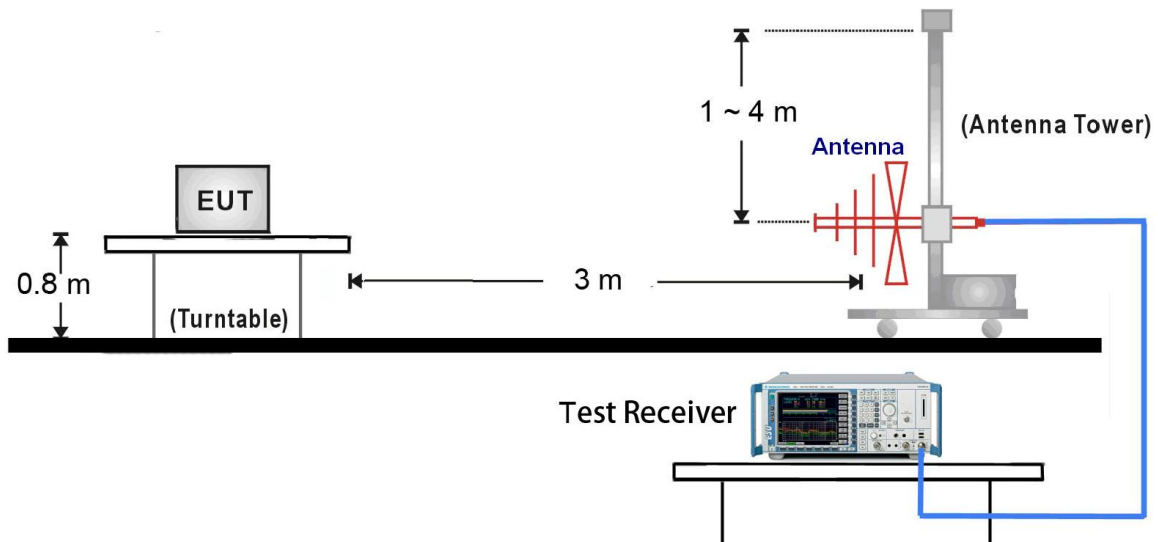 1 ~ 4 m
(Antenna Tower)
Antenna
EUT
0.8 m
3 m
(Turntable)
Test Receiver